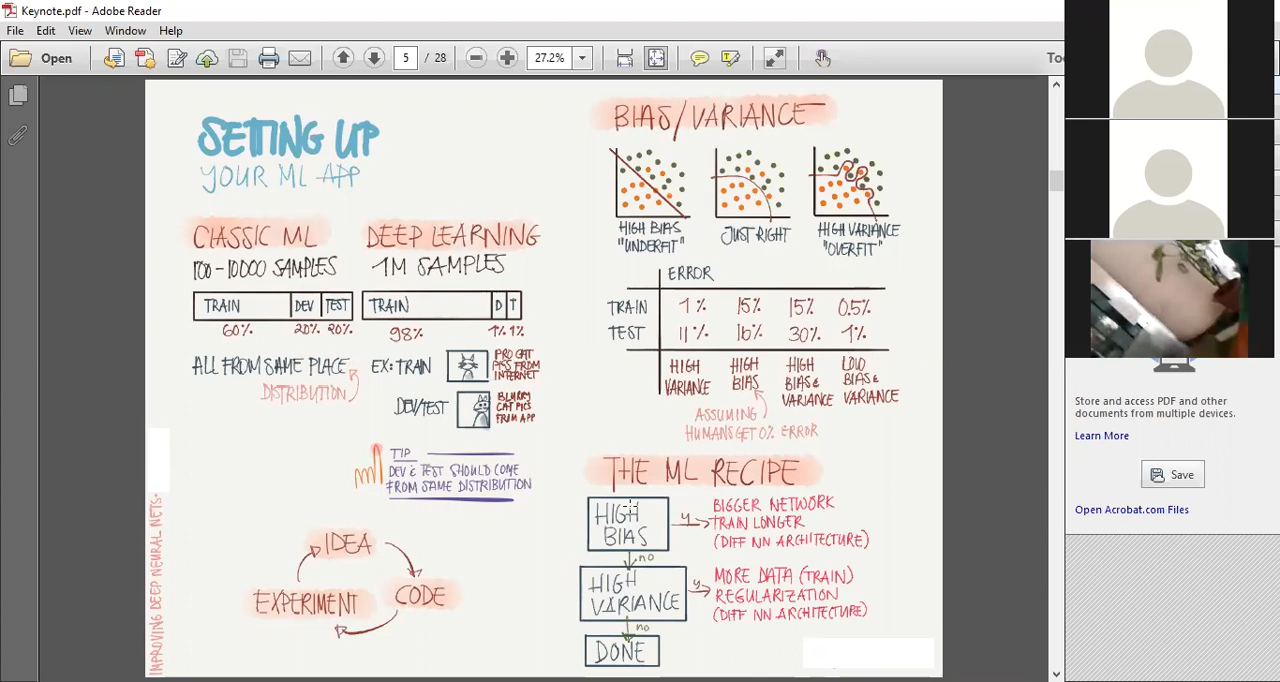 Keynote.pdf - Adobe Reader
File Edit View Window Help
Open
5 / 28
27.2%
Too
SETTING UP
YOUR ML APP
CLASSIC ML
100-10000 SAMPLES
TRAIN DEV TEST
60% 20% 20%
ALL FROM SAME PLACE
DISTRIBUTION
DEEP LEARNING
1M SAMPLES
TRAIN D T
98% 1% 1%
EX: TRAIN
PRO CAT
PICS FROM
INTERNET
DEV/TEST
BLURRY
CAT PICS
FROM APP
TIP
DEV & TEST SHOULD COME
FROM SAME DISTRIBUTION
IDEA
CODE
EXPERIMENT
IMPROVING DEEP NEURAL NETS-
BIAS/VARIANCE
HIGH BIAS
"UNDERFIT"
JUST RIGHT
HIGH VARIANCE
"OVERFIT"
ERROR
TRAIN 1% 15% 15% 0.5%
TEST 11% 16% 30% 1%
HIGH
VARIANCE
HIGH
BIAS
HIGH
BIAS &
VARIANCE
LOW
BIAS &
VARIANCE
ASSUMING
HUMANS GET 0% ERROR
THE ML RECIPE
HIGH
BIAS
y
BIGGER NETWORK
TRAIN LONGER
(DIFF NN ARCHITECTURE)
no
HIGH
VARIANCE
y
MORE DATA (TRAIN)
REGULARIZATION
(DIFF NN ARCHITECTURE)
no
DONE
Store and access PDF and other
documents from multiple devices.
Learn More
Save
Open Acrobat.com Files